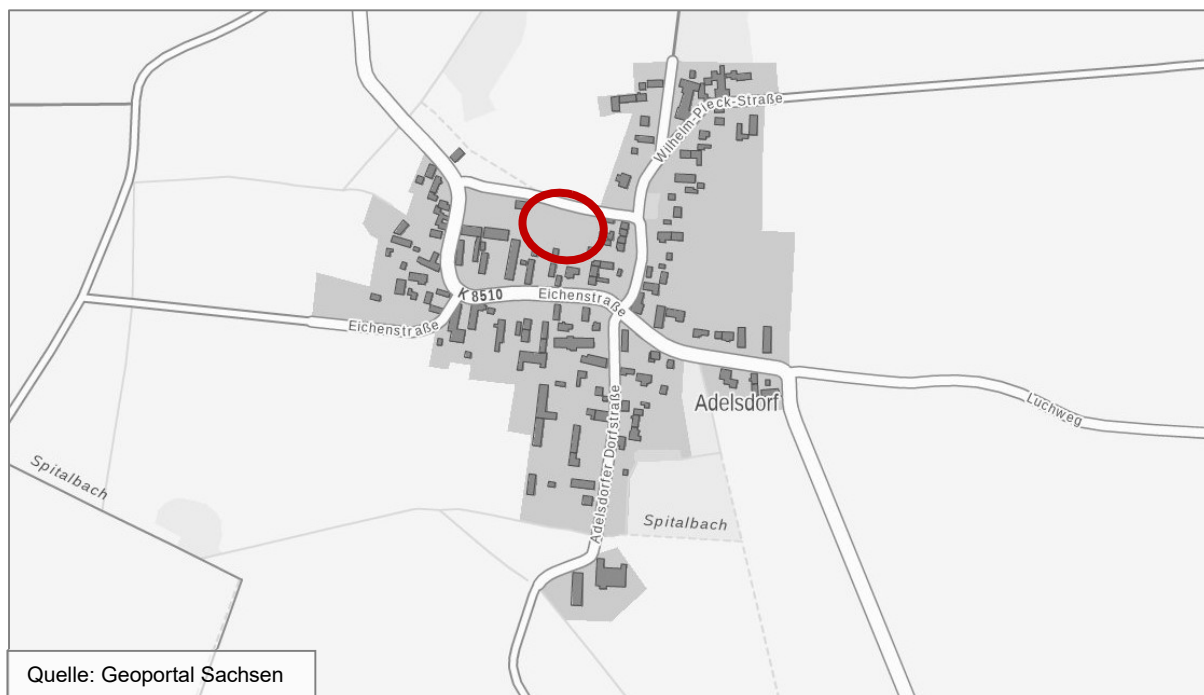 Wilhelm-Pieck-Straße
K 8510
Eichenstraße
Eichenstraße
Adelsdorf
Luchweg
Adelsdorfer Dorfstraße
Spitalbach
Spitalbach
Quelle: Geoportal Sachsen